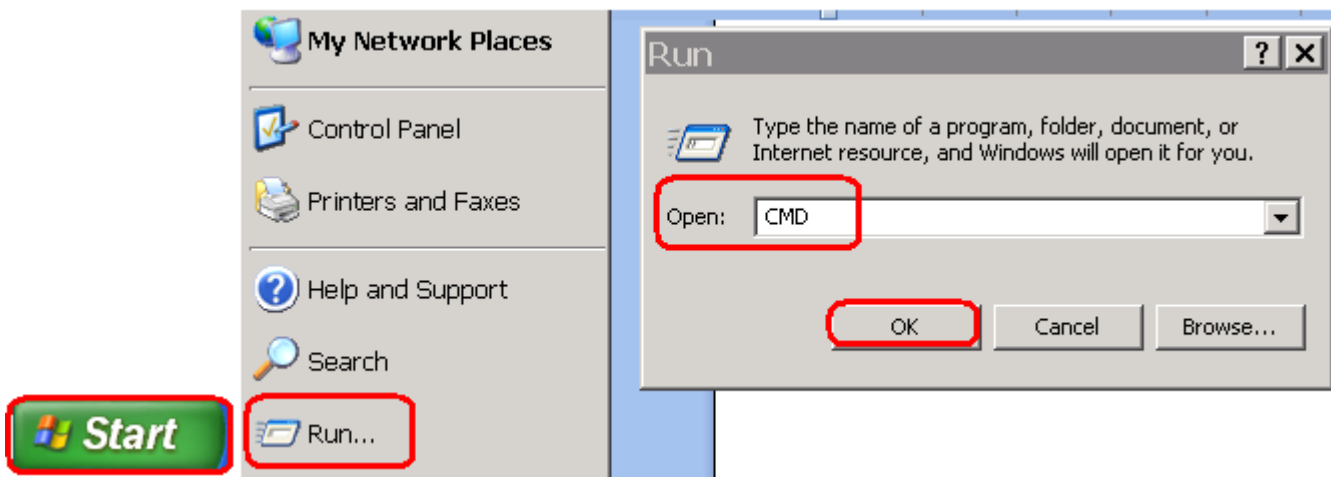 My Network Places
Control Panel
Printers and Faxes
Help and Support
Search
Run...
Start
Run
Type the name of a program, folder, document, or
Internet resource, and Windows will open it for you.
Open: CMD
OK Cancel Browse...